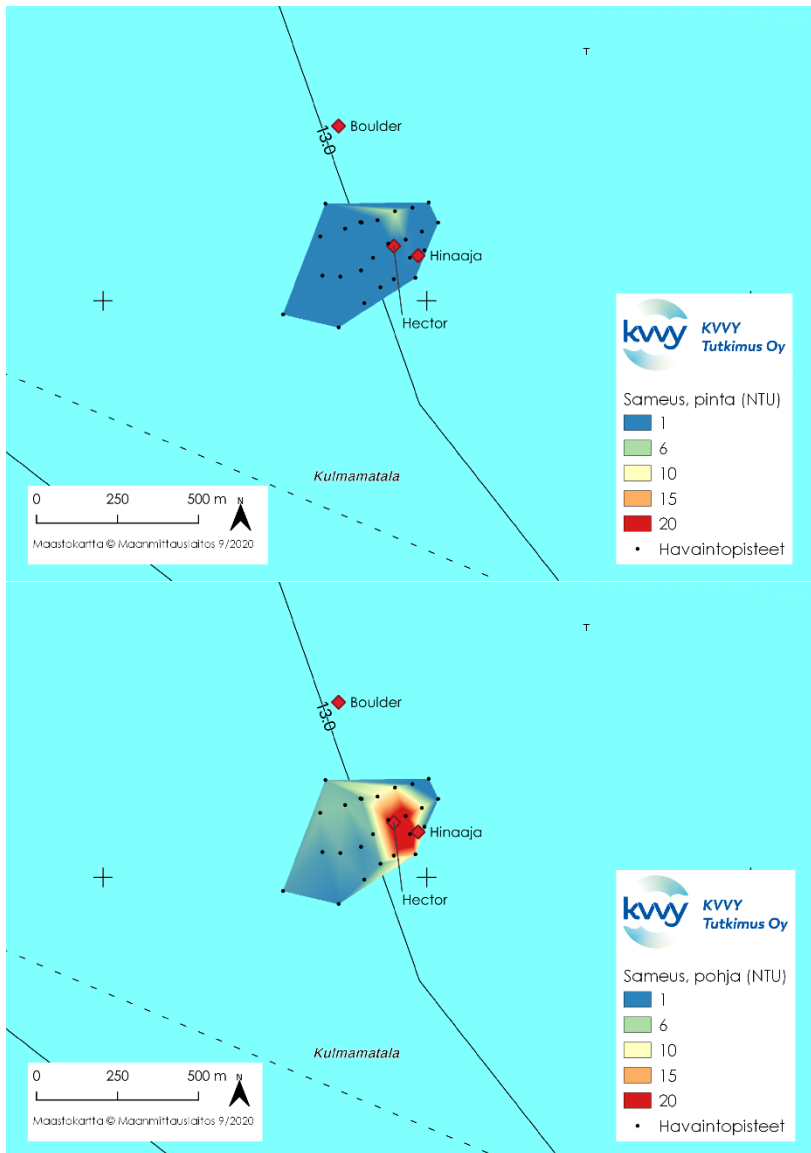 T
Boulder
13.0
Hinaaja
Hector
kvvy
KVVY
Tutkimus Oy
Sameus, pinta (NTU)
1
6
10
15
20
Havaintopisteet
Kulmamatala
0 250 500 m
N
Maastokartta © Maanmittauslaitos 9/2020
T
Boulder
13.0
Hinaaja
Hector
kvvy
KVVY
Tutkimus Oy
Sameus, pohja (NTU)
1
6
10
15
20
Havaintopisteet
Kulmamatala
0 250 500 m
N
Maastokartta © Maanmittauslaitos 9/2020